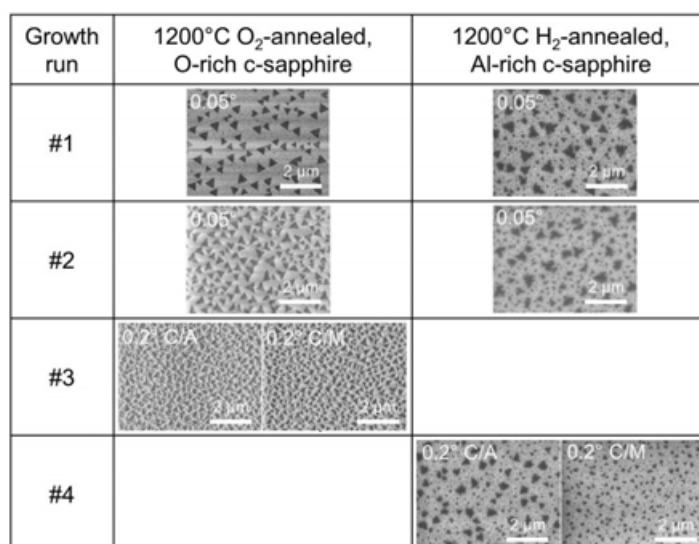 Growth run
1200°C O₂-annealed, O-rich c-sapphire
1200°C H₂-annealed, Al-rich c-sapphire
#1
0.05°
2 µm
0.05°
2 µm
#2
0.05°
2 µm
0.05°
2 µm
#3
0.2° C/A
2 µm
0.2° C/M
2 µm
#4
0.2° C/A
2 µm
0.2° C/M
2 µm